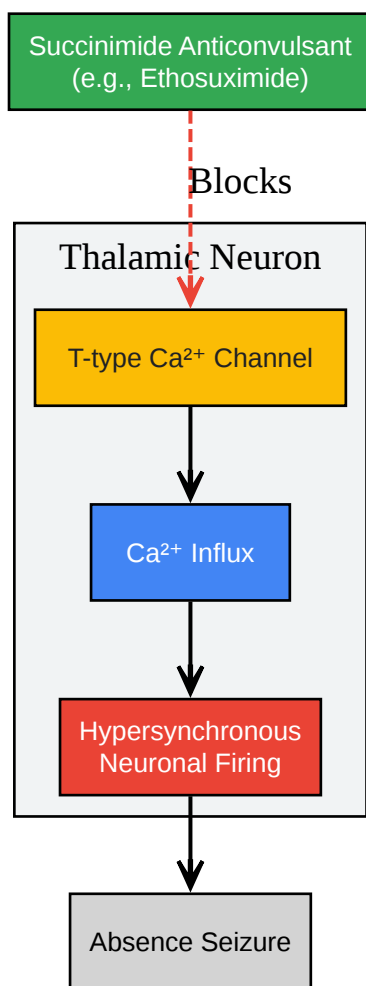 Succinimide Anticonvulsant
(e.g., Ethosuximide)
Blocks
Thalamic Neuron
T-type Ca²⁺ Channel
Ca²⁺ Influx
Hypersynchronous
Neuronal Firing
Absence Seizure